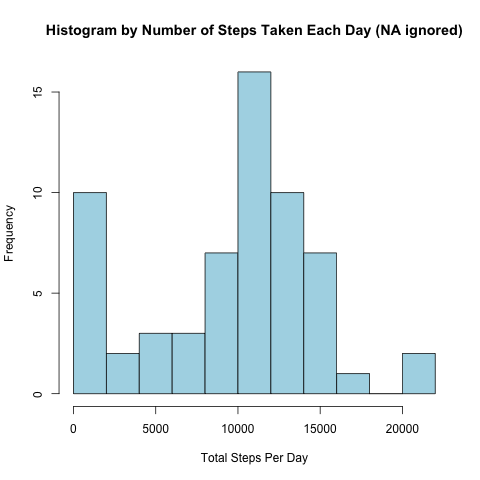 Histogram by Number of Steps Taken Each Day (NA ignored)
Frequency
15
10
5
0
0 5000 10000 15000 20000
Total Steps Per Day